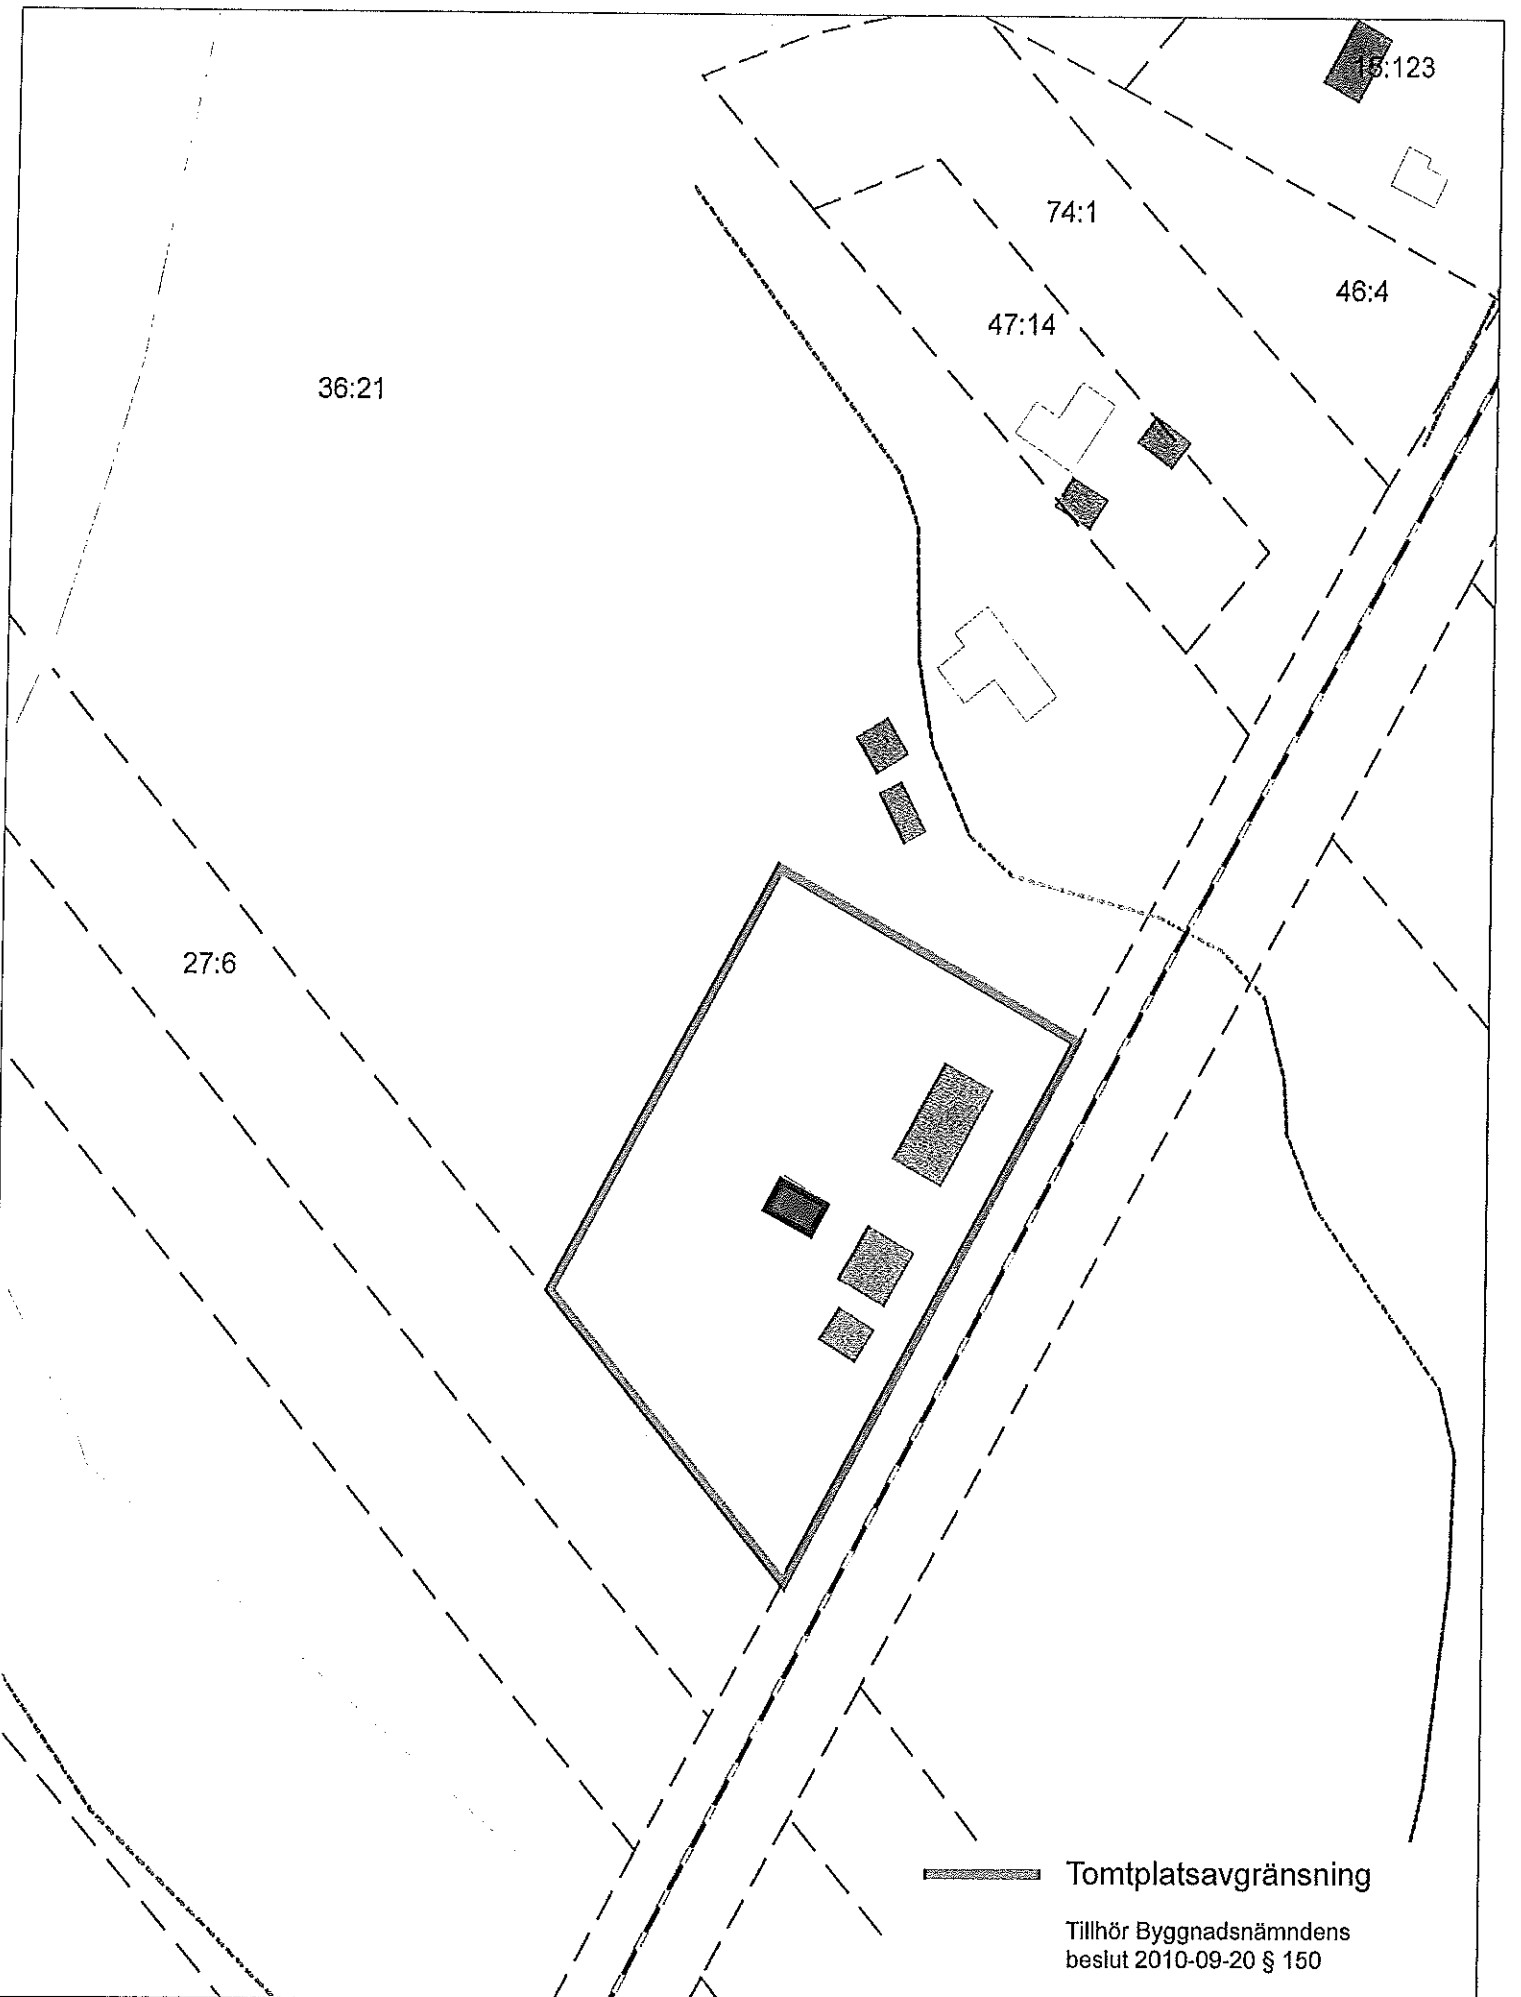 :123
74:1
46:4
47:14
36:21
27:6
Tomtplatsavgränsning
Tillhör Byggnadsnämndens
beslut 2010-09-20 § 150